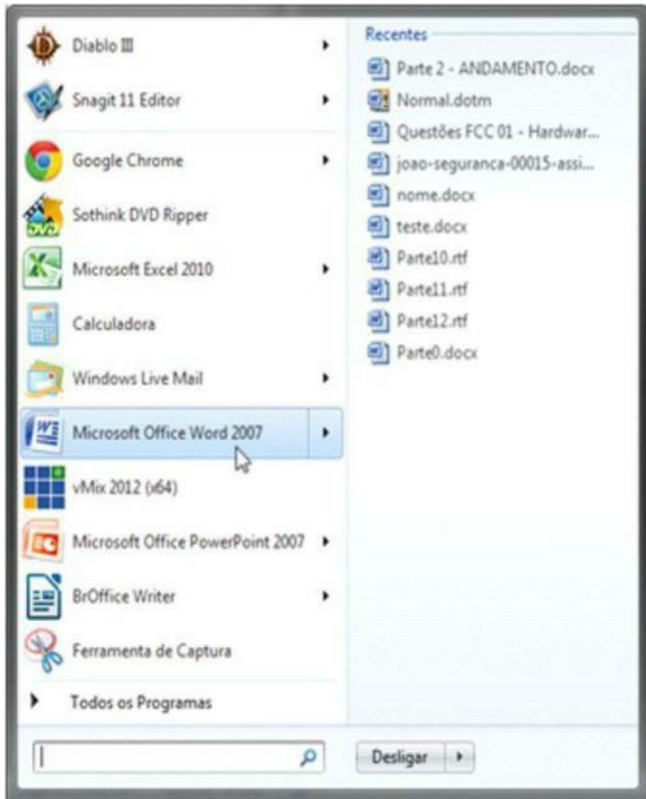 Diablo III
Snagit 11 Editor
Google Chrome
Sothink DVD Ripper
Microsoft Excel 2010
Calculadora
Windows Live Mail
Microsoft Office Word 2007
vMix 2012 (x64)
Microsoft Office PowerPoint 2007
BrOffice Writer
Ferramenta de Captura
Todos os Programas
Recentes
Parte 2 - ANDAMENTO.docx
Normal.dotm
Questões FCC 01 - Hardwar...
joao-seguranca-00015-assi...
nome.docx
teste.docx
Parte10.rtf
Parte11.rtf
Parte12.rtf
Parte0.docx
Desligar